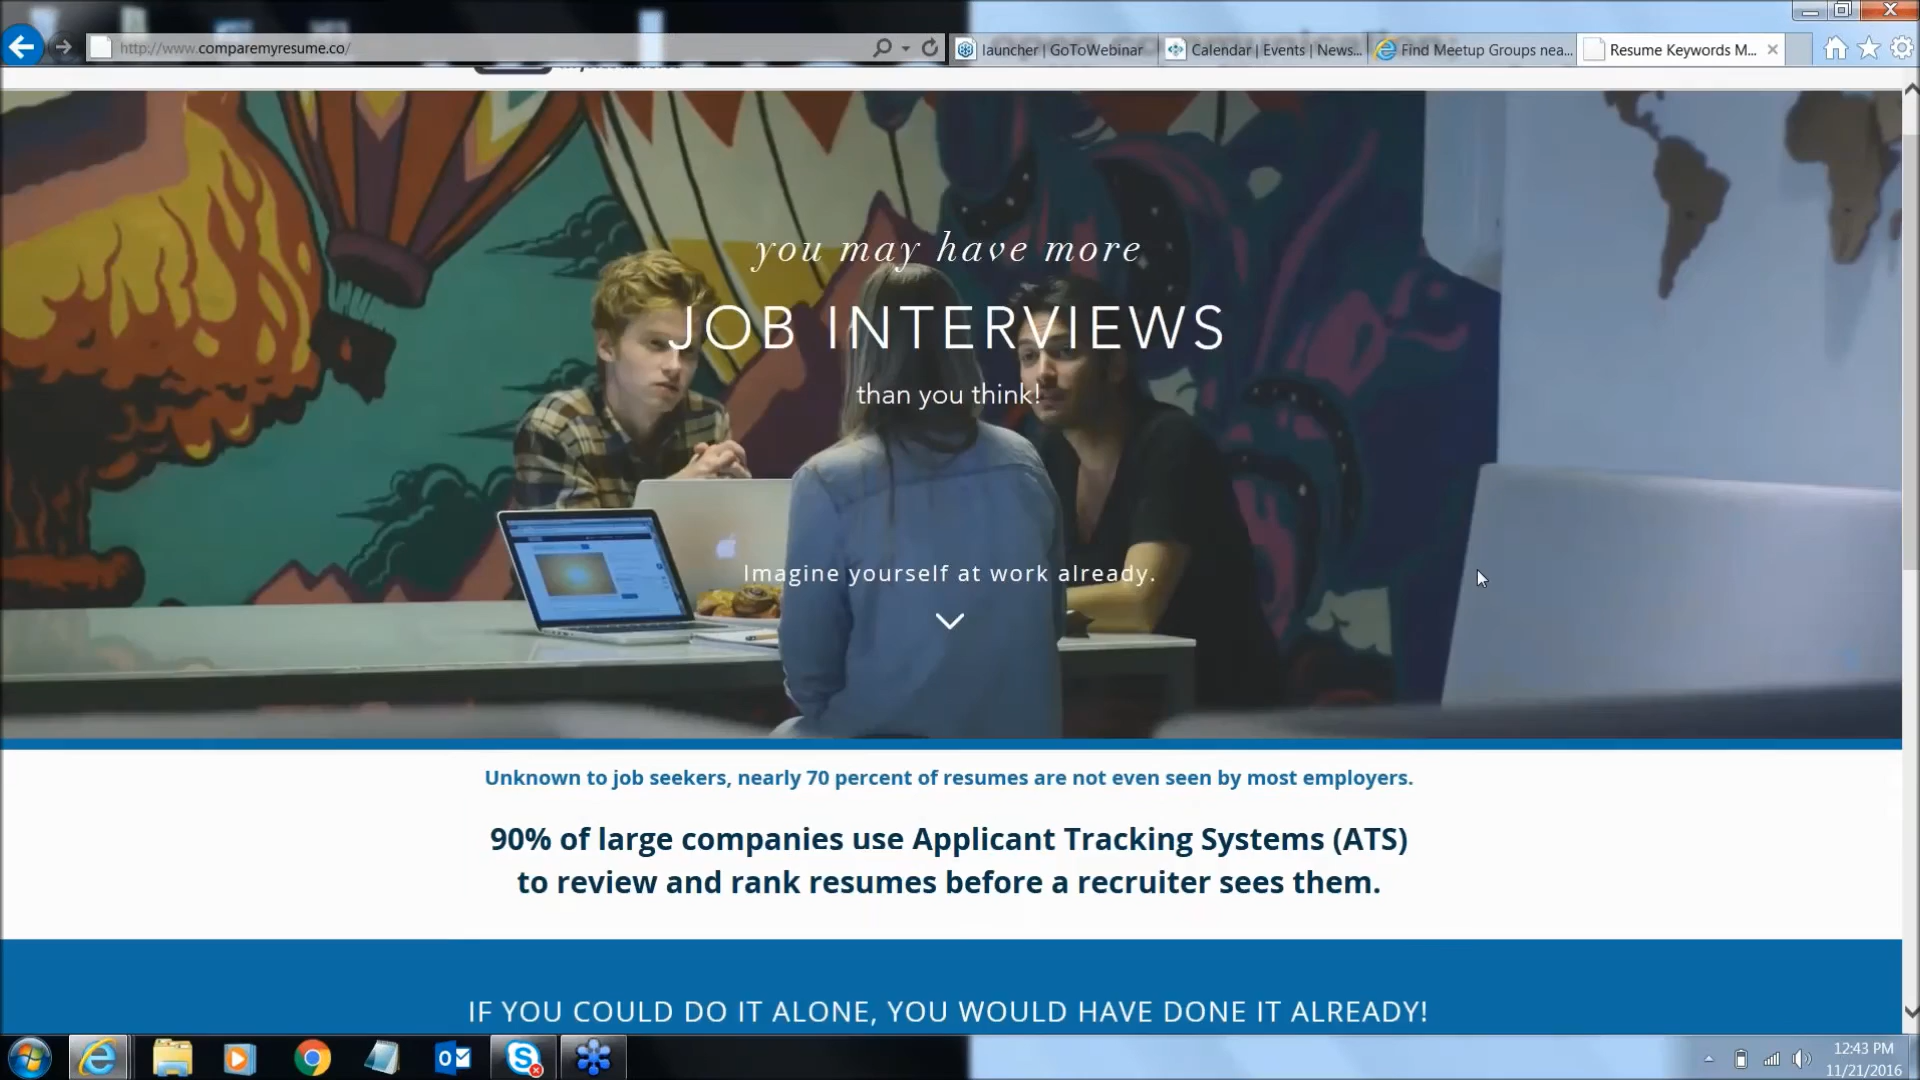 http://www.comparemyresume.co/
launcher | GoToWebinar
Calendar | Events | News...
Find Meetup Groups nea...
Resume Keywords M...
you may have more
JOB INTERVIEWS
than you think!
Imagine yourself at work already.
Unknown to job seekers, nearly 70 percent of resumes are not even seen by most employers.
90% of large companies use Applicant Tracking Systems (ATS)
to review and rank resumes before a recruiter sees them.
IF YOU COULD DO IT ALONE, YOU WOULD HAVE DONE IT ALREADY!
12:43 PM
11/21/2016